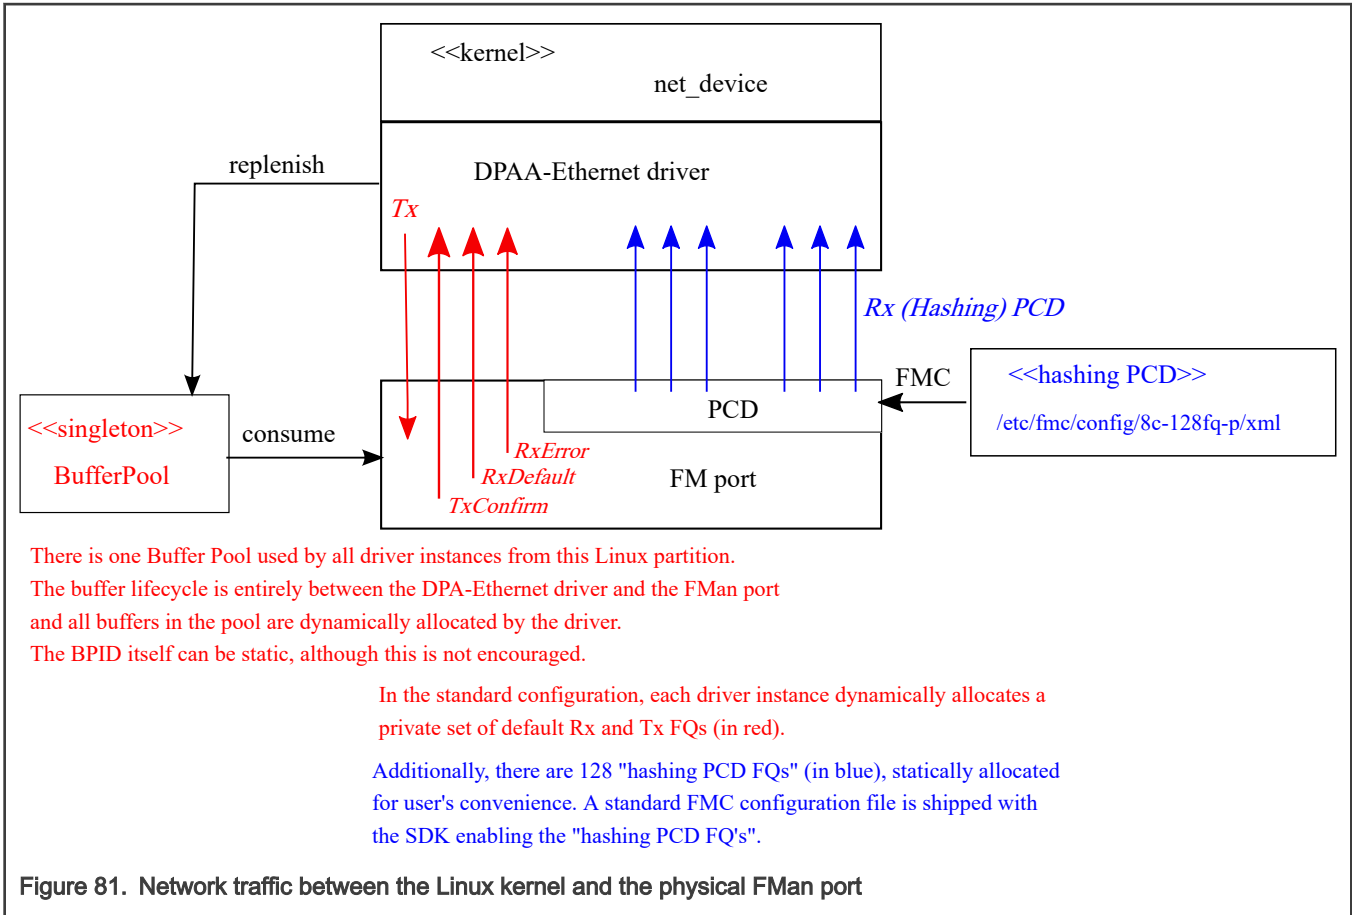 <<kernel>>
net_device
replenish
DPAA-Ethernet driver
Tx
Rx (Hashing) PCD
FMC
<<hashing PCD>>
/etc/fmc/config/8c-128fq-p/xml
PCD
<<singleton>>
BufferPool
consume
RxError
RxDefault
TxConfirm
FM port
There is one Buffer Pool used by all driver instances from this Linux partition.
The buffer lifecycle is entirely between the DPA-Ethernet driver and the FMan port
and all buffers in the pool are dynamically allocated by the driver.
The BPID itself can be static, although this is not encouraged.
In the standard configuration, each driver instance dynamically allocates a
private set of default Rx and Tx FQs (in red).
Additionally, there are 128 "hashing PCD FQs" (in blue), statically allocated
for user's convenience. A standard FMC configuration file is shipped with
the SDK enabling the "hashing PCD FQ's".
Figure 81. Network traffic between the Linux kernel and the physical FMan port